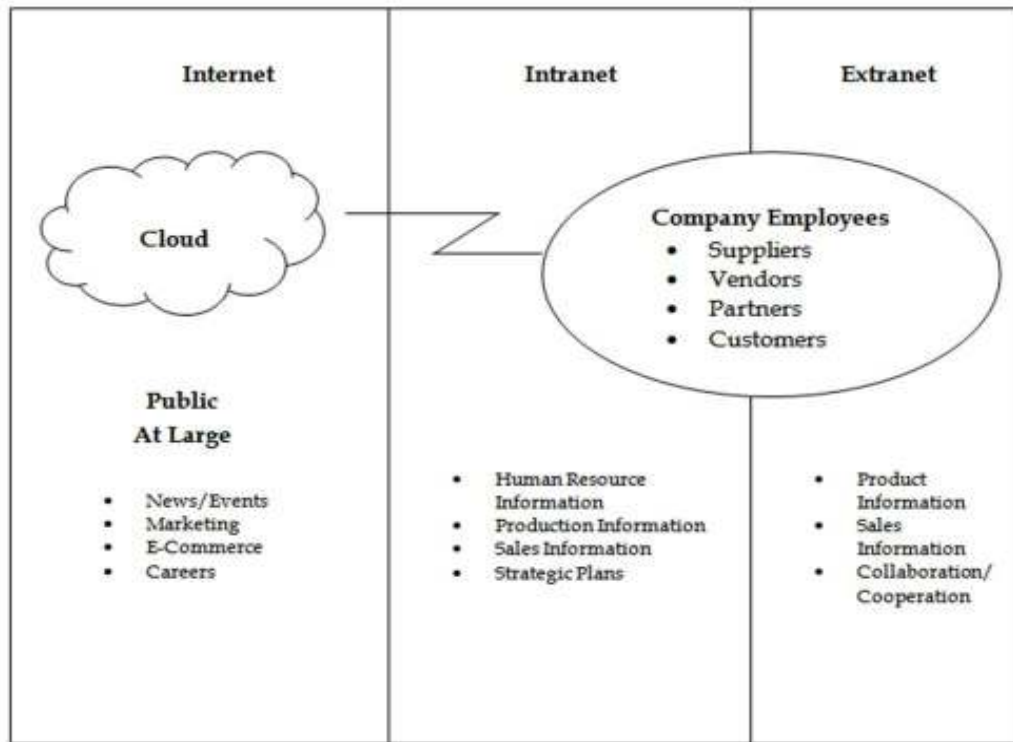 Internet
Intranet
Extranet
Cloud
Company Employees
• Suppliers
• Vendors
• Partners
• Customers
Public
At Large
• News/Events
• Marketing
• E-Commerce
• Careers
• Human Resource
Information
• Production Information
• Sales Information
• Strategic Plans
• Product
Information
• Sales
Information
• Collaboration/
Cooperation